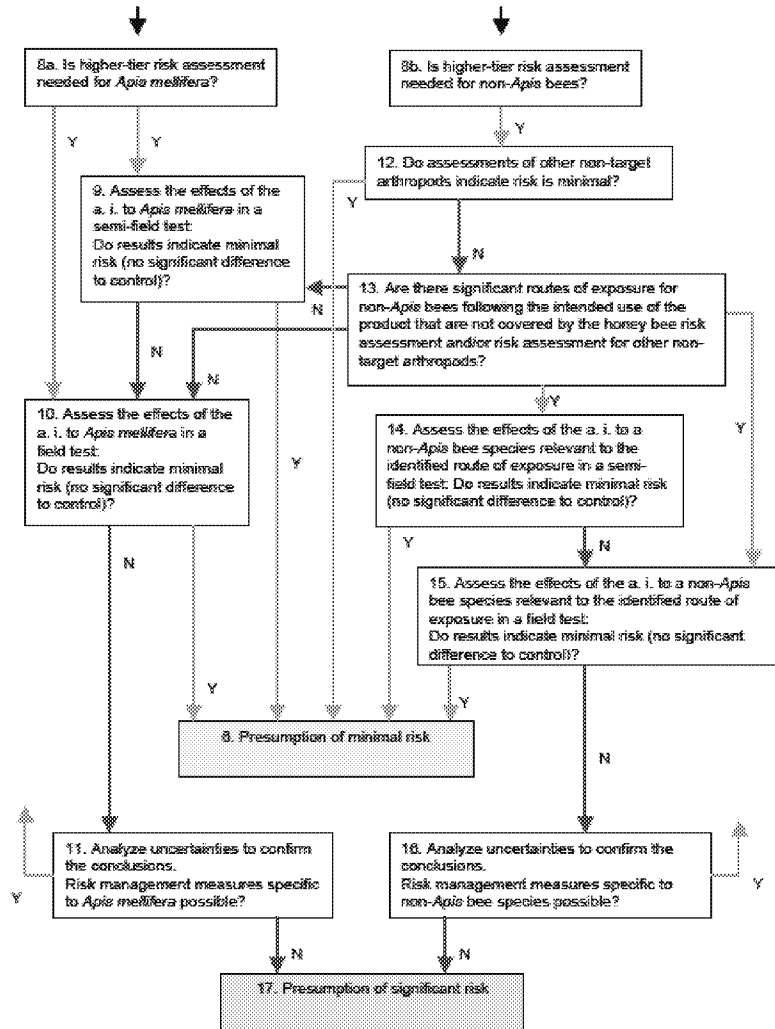 8a. Is higher-tier risk assessment
needed for Apis mellifera?
8b. Is higher-tier risk assessment
needed for non-Apis bees?
Y
Y
Y
12. Do assessments of other non-target
arthropods indicate risk is minimal?
Y
9. Assess the effects of the
a. i. to Apis mellifera in a
semi-field test:
Do results indicate minimal
risk (no significant difference
to control)?
N
13. Are there significant routes of exposure for
non-Apis bees following the intended use of the
product that are not covered by the honey bee risk
assessment and/or risk assessment for other non-
target arthropods?
N
N
N
10. Assess the effects of the
a. i. to Apis mellifera in a
field test:
Do results indicate minimal
risk (no significant difference
to control)?
Y
Y
Y
14. Assess the effects of the a. i. to a
non-Apis bee species relevant to the
identified route of exposure in a semi-
field test: Do results indicate minimal risk
(no significant difference to control)?
N
Y
N
15. Assess the effects of the a. i. to a non-Apis
bee species relevant to the identified route of
exposure in a field test:
Do results indicate minimal risk (no significant
difference to control)?
Y
Y
6. Presumption of minimal risk
N
11. Analyze uncertainties to confirm
the conclusions.
Risk management measures specific
to Apis mellifera possible?
Y
16. Analyze uncertainties to confirm the
conclusions.
Risk management measures specific to
non-Apis bee species possible?
Y
N
N
17. Presumption of significant risk